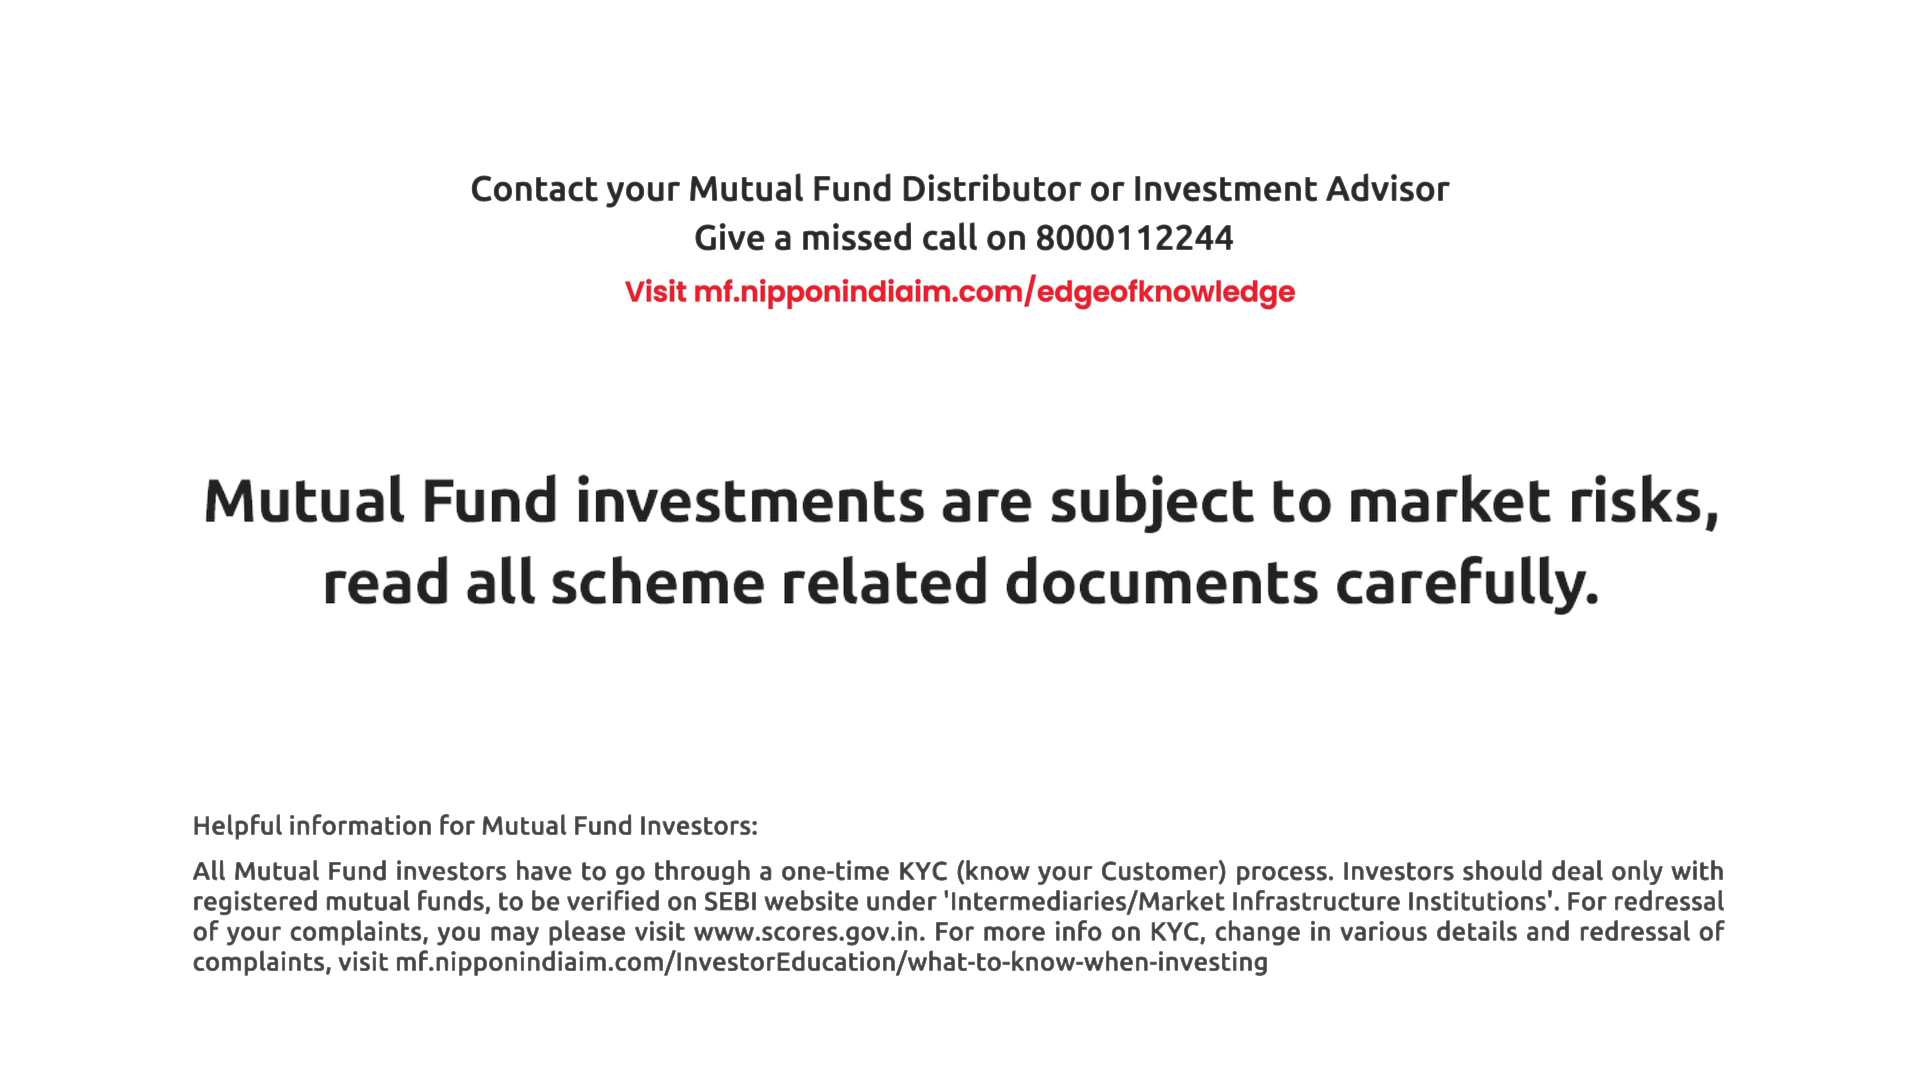 Contact your Mutual Fund Distributor or Investment Advisor
Give a missed call on 8000112244
Visit mf.nipponindiaim.com/edgeofknowledge
Mutual Fund investments are subject to market risks,
read all scheme related documents carefully.
Helpful information for Mutual Fund Investors:
All Mutual Fund investors have to go through a one-time KYC (know your Customer) process. Investors should deal only with
registered mutual funds, to be verified on SEBI website under 'Intermediaries/Market Infrastructure Institutions'. For redressal
of your complaints, you may please visit www.scores.gov.in. For more info on KYC, change in various details and redressal of
complaints, visit mf.nipponindiaim.com/InvestorEducation/what-to-know-when-investing